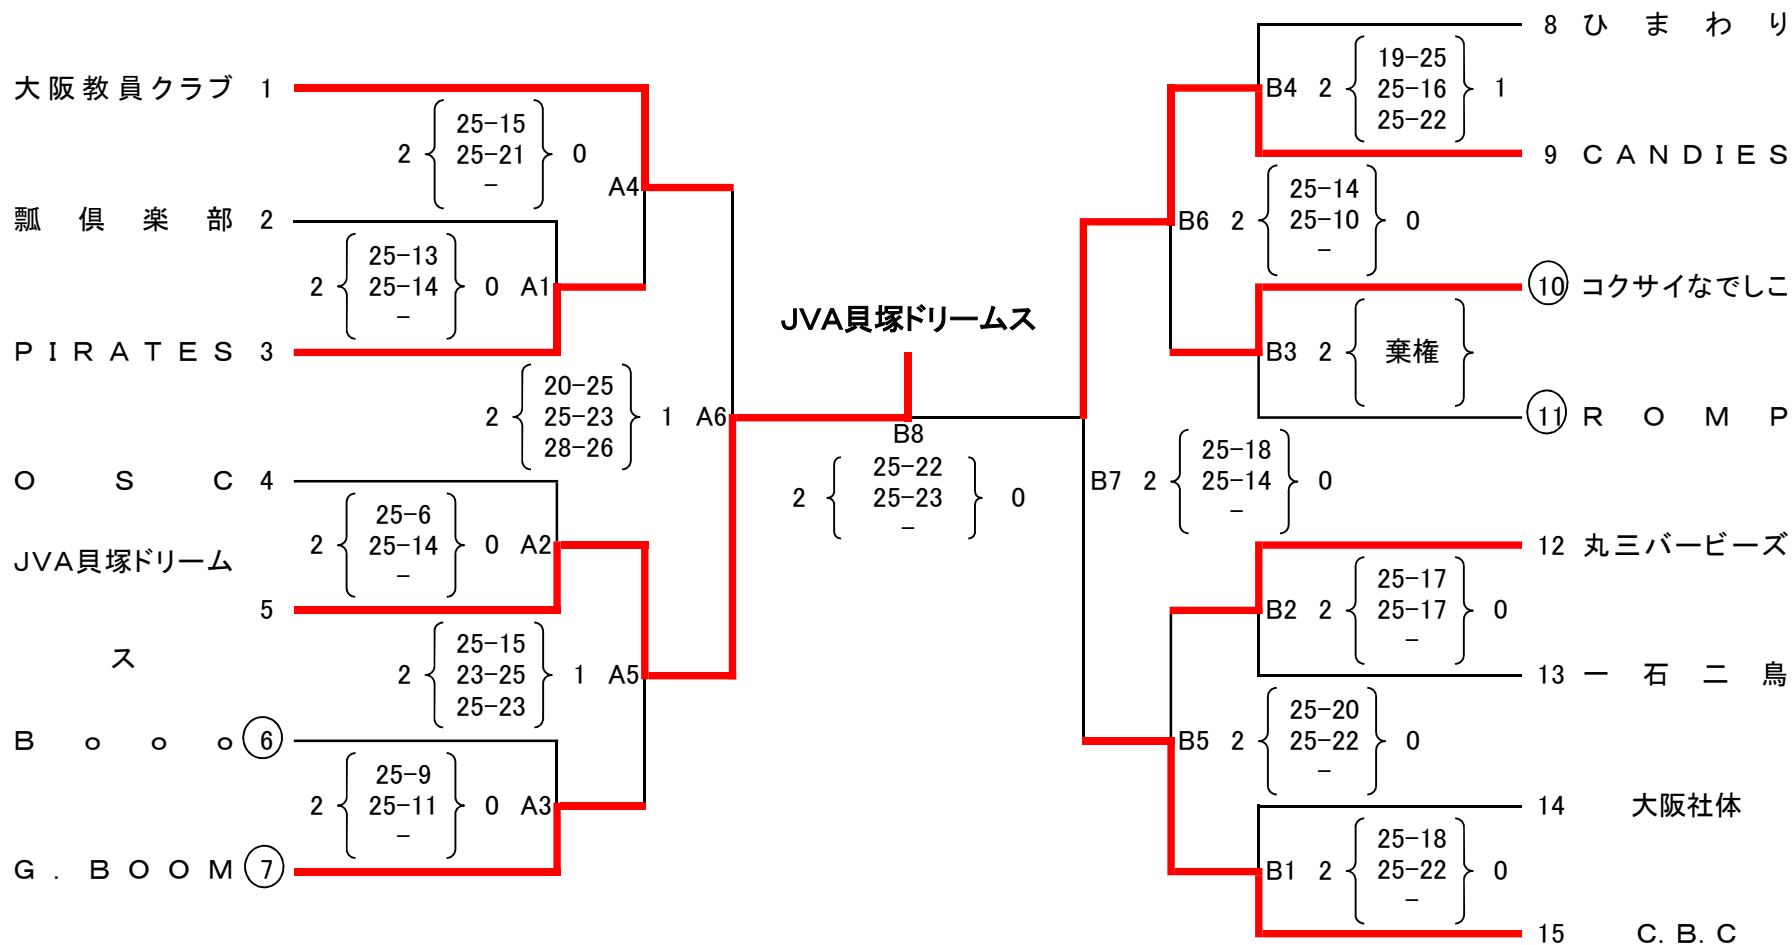 大阪教員クラブ 1
25-15
2 25-21 0
-
A4
瓢倶楽部 2
25-13
2 25-14 0 A1
-
PIRATES 3
20-25
2 25-23 1 A6
28-26
OSC 4
25-6
2 25-14 0 A2
-
JVA貝塚ドリーム
5
ス
25-15
2 23-25 1 A5
25-23
Booo 6
25-9
2 25-11 0 A3
-
G.BOOM 7
JVA貝塚ドリームス
B8
25-22
2 25-23 0
-
8 ひまわり
19-25
B4 2 25-16 1
25-22
9 CANDIES
25-14
B6 2 25-10 0
-
10 コクサイなでしこ
B3 2 棄権
11 ROMP
25-18
B7 2 25-14 0
-
12 丸三バービーズ
25-17
B2 2 25-17 0
-
13 一石二鳥
25-20
B5 2 25-22 0
-
14 大阪社体
25-18
B1 2 25-22 0
-
15 C.B.C